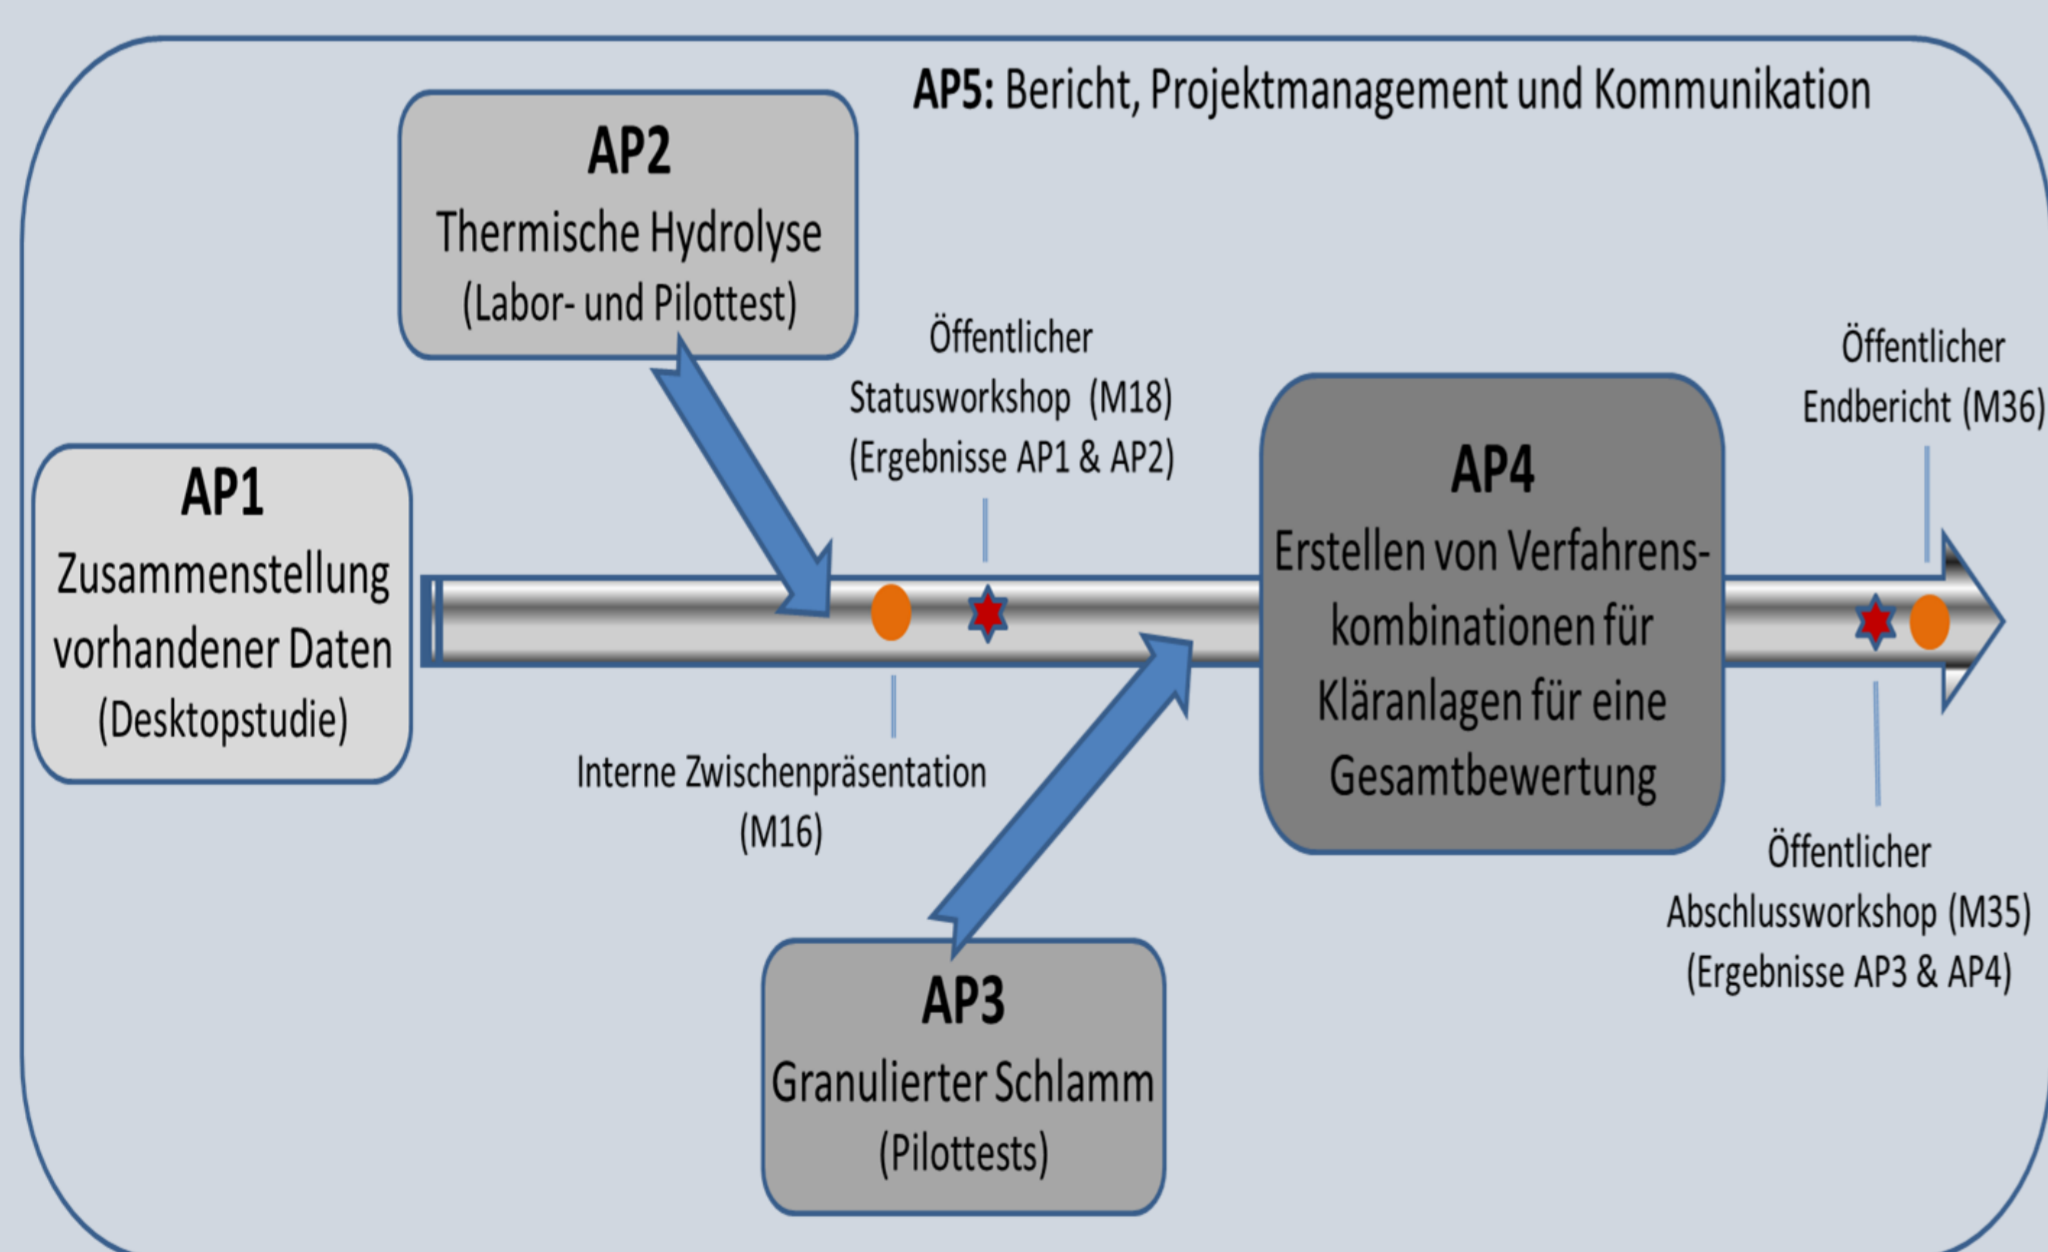 AP5: Bericht, Projektmanagement und Kommunikation
AP2
Thermische Hydrolyse
(Labor- und Pilottest)
Öffentlicher
Statusworkshop (M18)
(Ergebnisse AP1 & AP2)
Öffentlicher
Endbericht (M36)
AP1
Zusammenstellung
vorhandener Daten
(Desktopstudie)
AP4
Erstellen von Verfahrens-
kombinationen für
Kläranlagen für eine
Gesamtbewertung
Interne Zwischenpräsentation
(M16)
Öffentlicher
Abschlussworkshop (M35)
(Ergebnisse AP3 & AP4)
AP3
Granulierter Schlamm
(Pilottests)